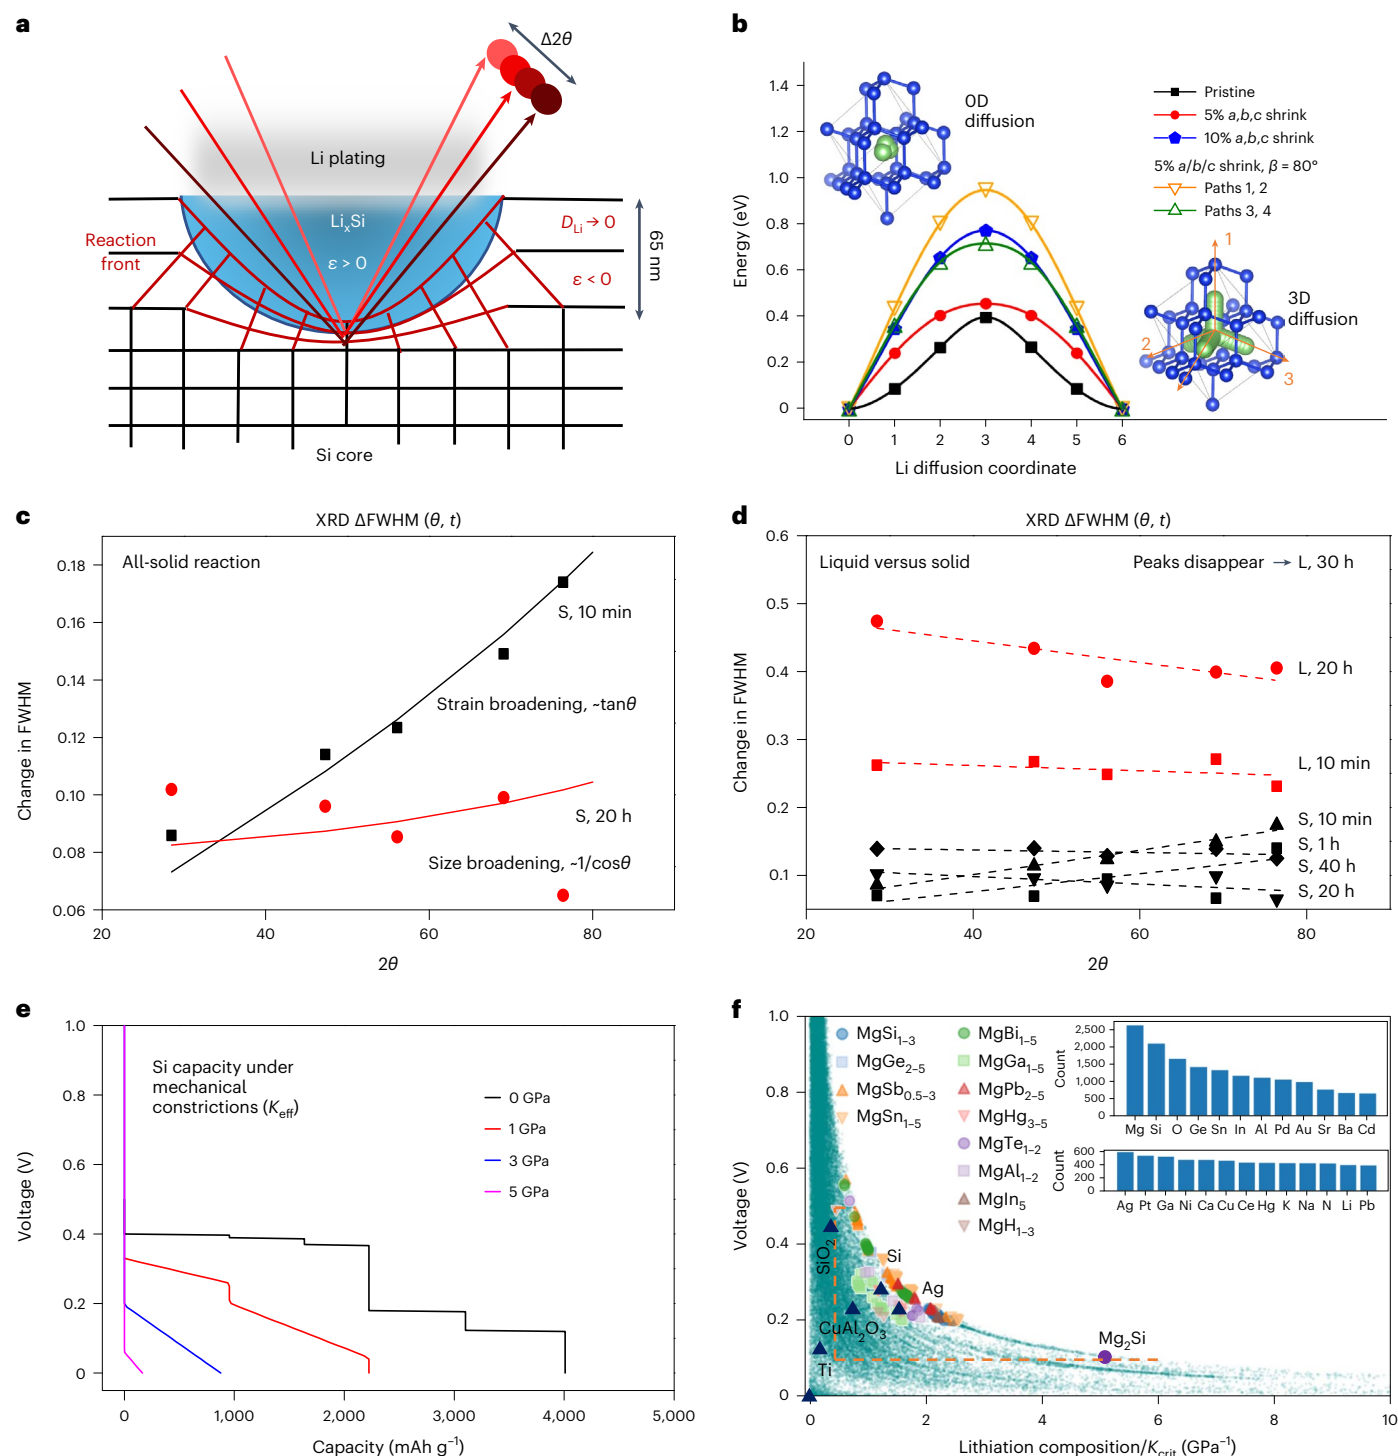 a
Δ2θ
Li plating
LiₓSi
ε > 0
Reaction
front
D_Li → 0
ε < 0
65 nm
Si core
b
1.4
1.2
1.0
0.8
0.6
0.4
0.2
0
Energy (eV)
0D
diffusion
Pristine
5% a,b,c shrink
10% a,b,c shrink
5% a/b/c shrink, β = 80°
Paths 1, 2
Paths 3, 4
1
2
3
3D
diffusion
0 1 2 3 4 5 6
Li diffusion coordinate
c
XRD ΔFWHM (θ, t)
All-solid reaction
0.18
0.16
0.14
0.12
0.10
0.08
0.06
Change in FWHM
S, 10 min
Strain broadening, ~tanθ
S, 20 h
Size broadening, ~1/cosθ
20 40 60 80
2θ
d
XRD ΔFWHM (θ, t)
Liquid versus solid
Peaks disappear → L, 30 h
0.6
0.5
0.4
0.3
0.2
0.1
Change in FWHM
L, 20 h
L, 10 min
S, 10 min
S, 1 h
S, 40 h
S, 20 h
20 40 60 80
2θ
e
1.0
0.8
0.6
0.4
0.2
0
Voltage (V)
Si capacity under
mechanical
constrictions (K_eff)
0 GPa
1 GPa
3 GPa
5 GPa
0 1,000 2,000 3,000 4,000 5,000
Capacity (mAh g⁻¹)
f
1.0
0.8
0.6
0.4
0.2
0
Voltage (V)
MgSi₁₋₃
MgGe₂₋₅
MgSb₀.₅₋₃
MgSn₁₋₅
MgBi₁₋₅
MgGa₁₋₅
MgPb₂₋₅
MgHg₃₋₅
MgTe₁₋₂
MgAl₁₋₂
MgIn₅
MgH₁₋₃
2,500
2,000
1,500
1,000
500
0
Count
Mg Si O Ge Sn In Al Pd Au Sr Ba Cd
600
400
200
0
Count
Ag Pt Ga Ni Ca Cu Ce Hg K Na N Li Pb
SiO₂
Si
Ag
CuAl₂O₃
Ti
Mg₂Si
0 2 4 6 8 10
Lithiation composition/K_crit (GPa⁻¹)